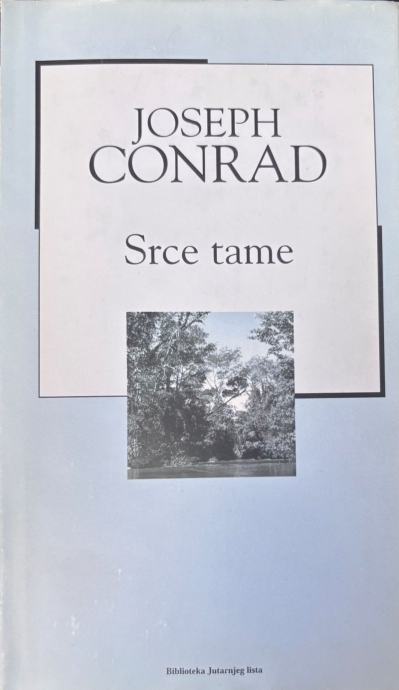 JOSEPH
CONRAD
Srce tame
Biblioteka Jutarnjeg lista